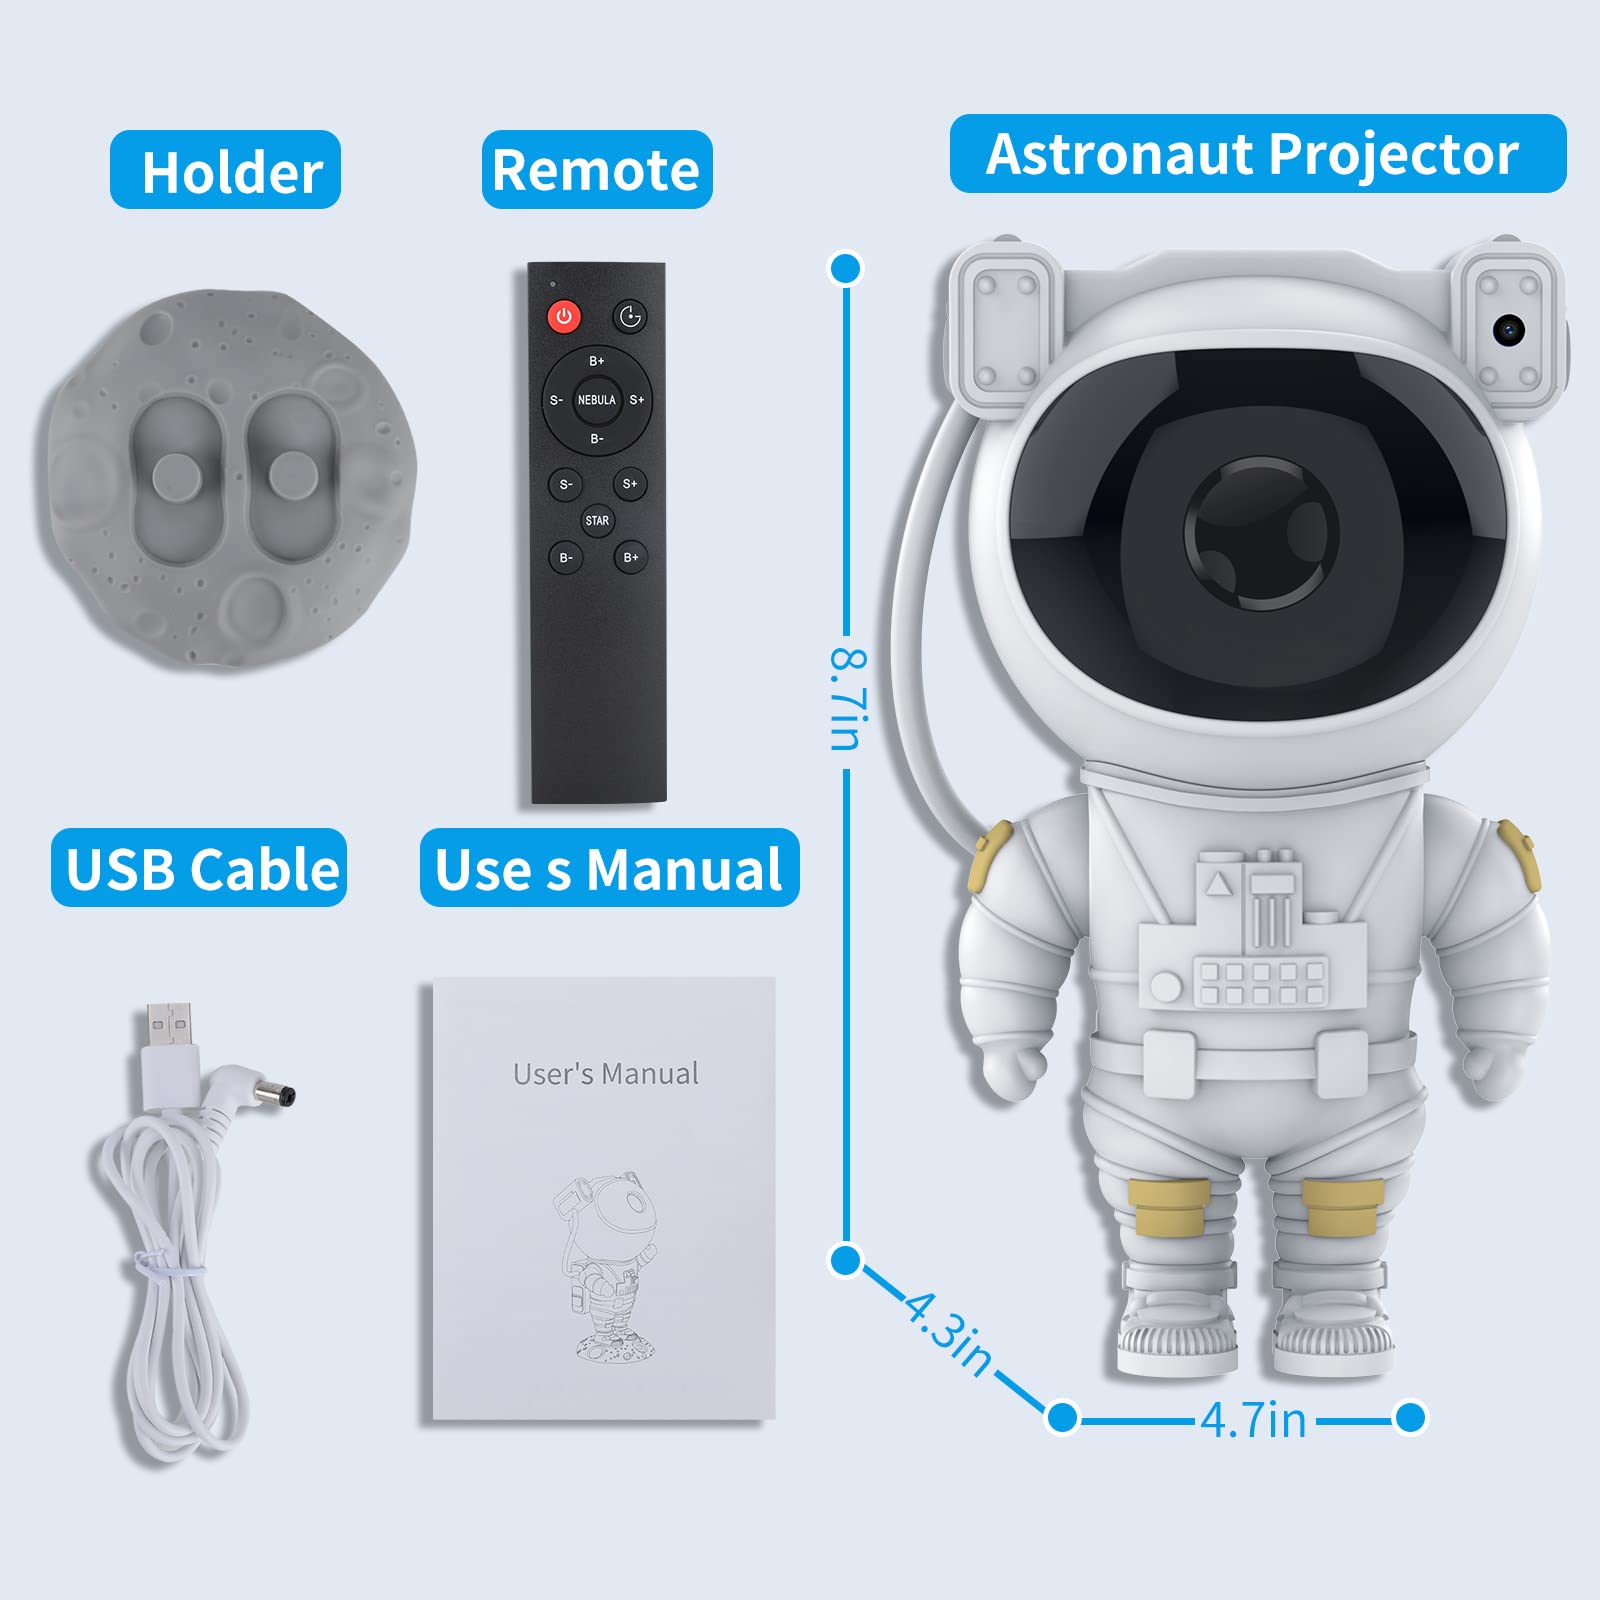 Holder
Remote
Astronaut Projector
B+
S-
NEBULA
S+
B-
S-
S+
STAR
B-
B+
8.7in
USB Cable
Use s Manual
User's Manual
4.3in
4.7in